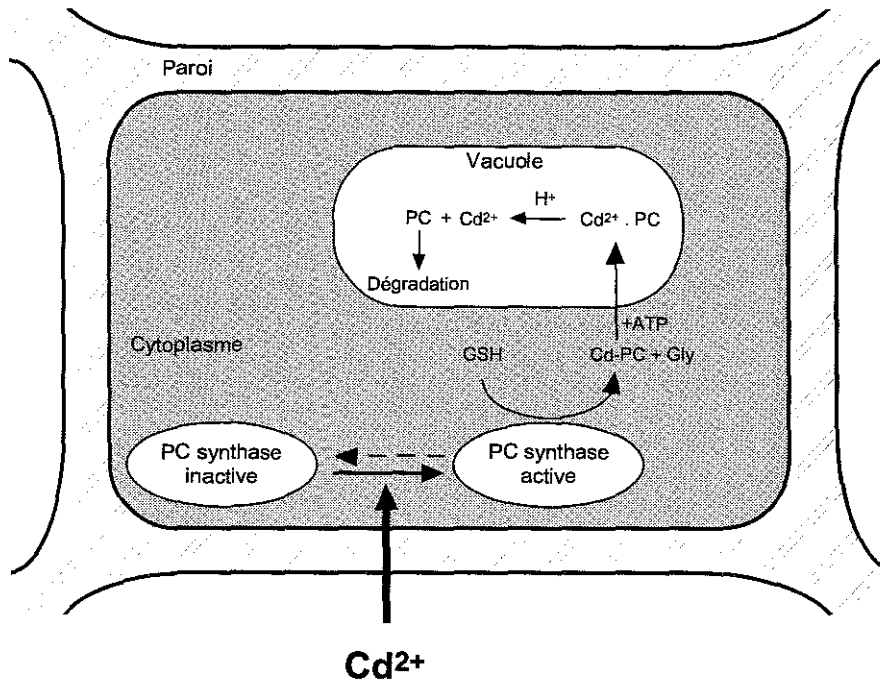 Paroi
Vacuole
H+
PC + Cd2+
Cd2+ . PC
Dégradation
+ATP
Cytoplasme
GSH
Cd-PC + Gly
PC synthase
inactive
PC synthase
active
Cd2+